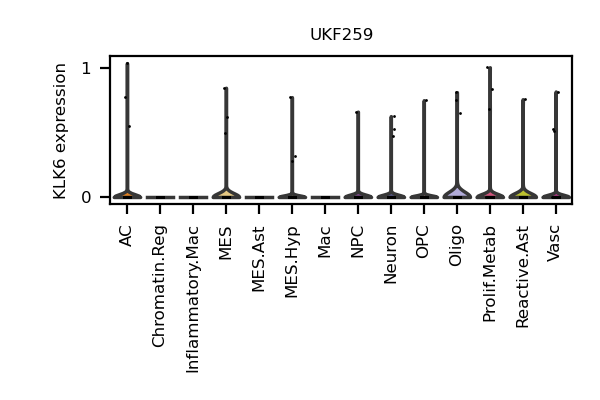 UKF259
KLK6 expression
1
0
AC
Chromatin.Reg
Inflammatory.Mac
MES
MES.Ast
MES.Hyp
Mac
NPC
Neuron
OPC
Oligo
Prolif.Metab
Reactive.Ast
Vasc